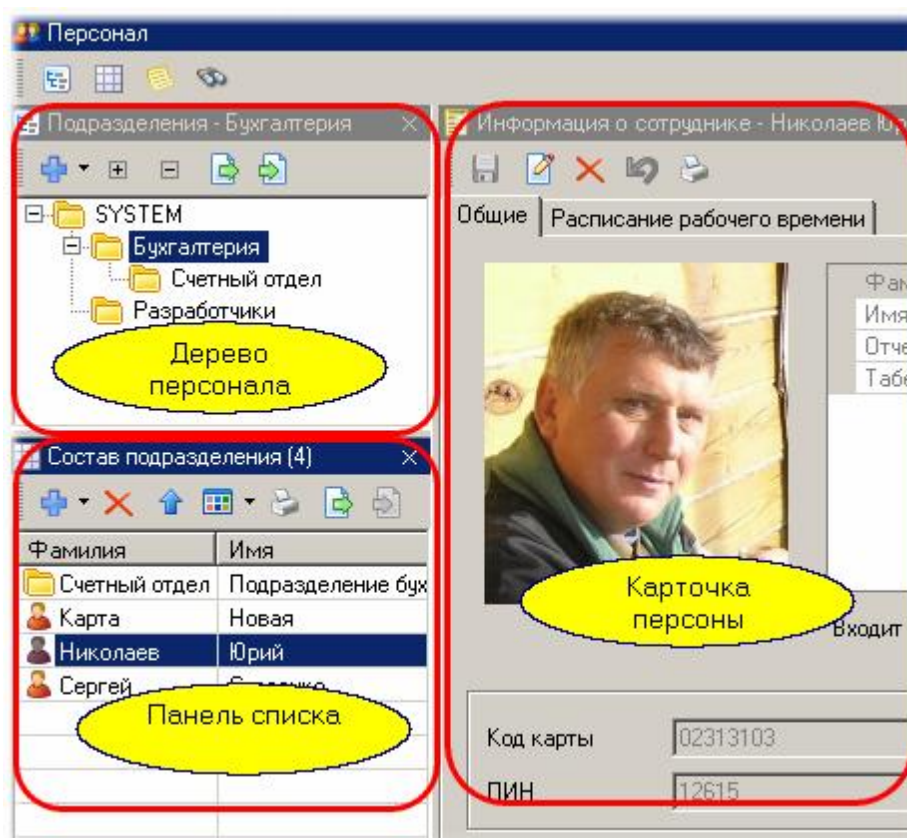 Персонал
Подразделения - Бухгалтерия
SYSTEM
Бухгалтерия
Счетный отдел
Разработчики
Дерево
персонала
Состав подразделения (4)
Фамилия Имя
Счетный отдел Подразделение бух
Карта Новая
Николаев Юрий
Сергей
Панель списка
Информация о сотруднике - Николаев Юр
Общие Расписание рабочего времени
Фам
Имя
Отче
Табе
Карточка
персоны
Входит
Код карты 02313103
ПИН 12615